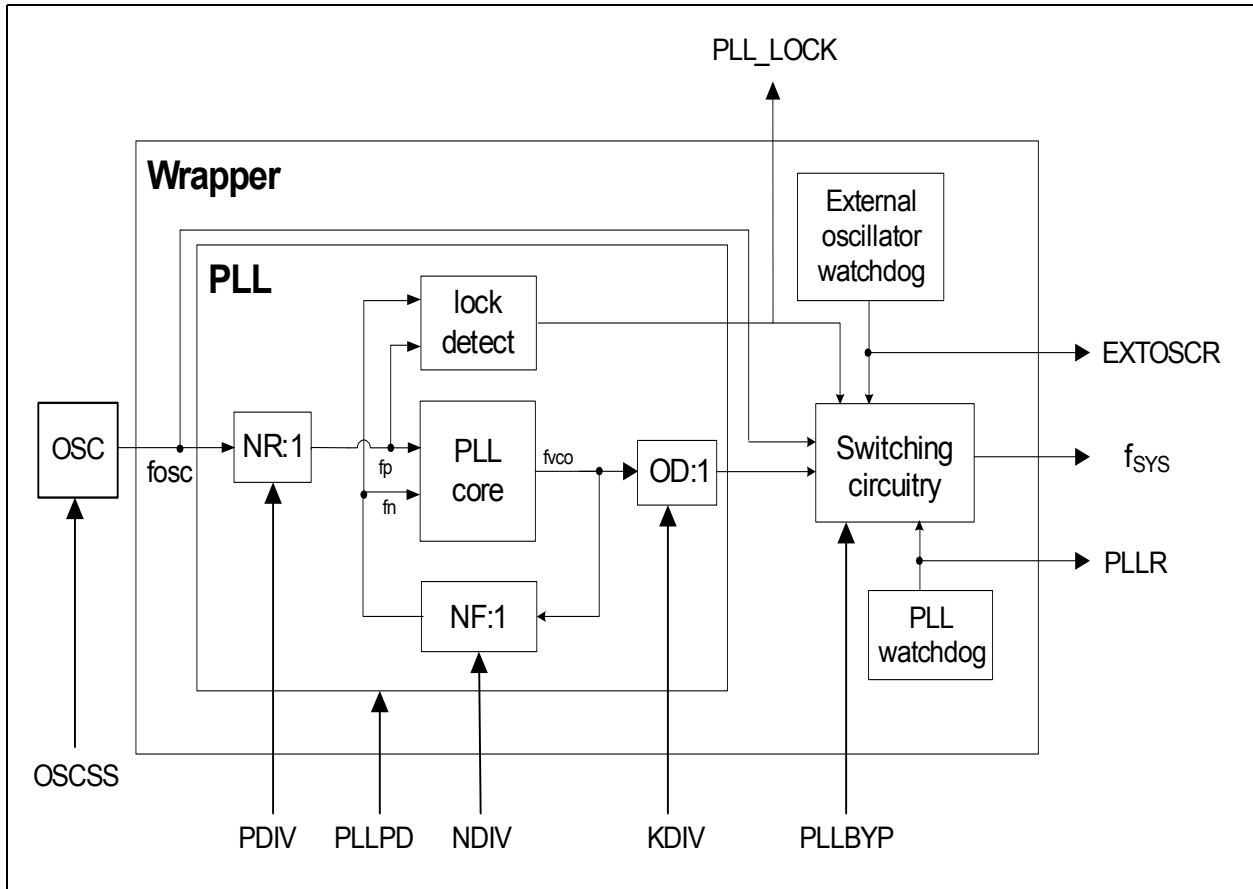 PLL_LOCK
Wrapper
External
oscillator
watchdog
PLL
lock
detect
EXTOSCR
OSC
fosc
NR:1
fp
fn
PLL
core
fvco
OD:1
Switching
circuitry
fSYS
NF:1
PLLR
PLL
watchdog
OSCSS
PDIV
PLLPD
NDIV
KDIV
PLLBYP